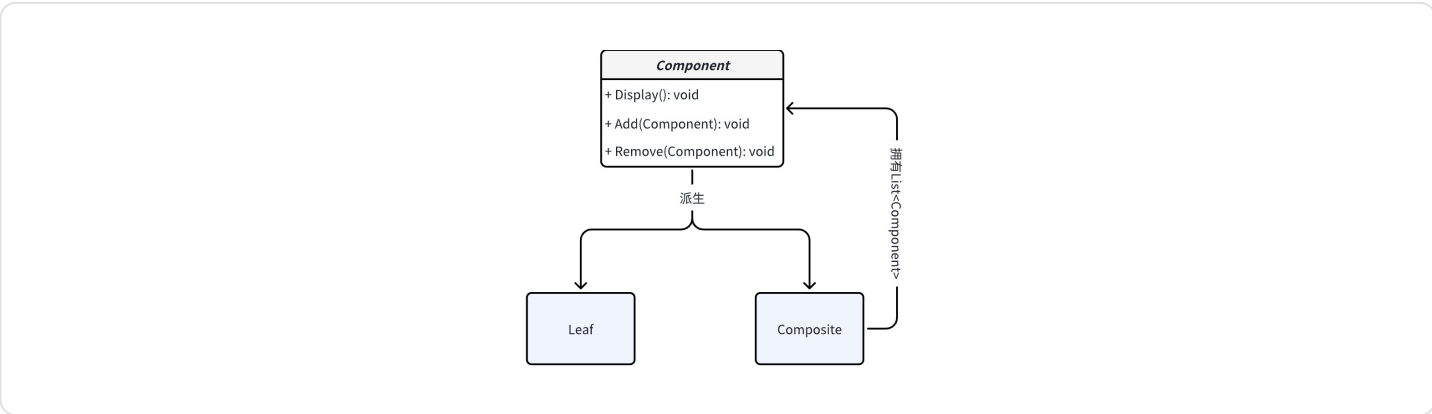 Component
+ Display(): void
+ Add(Component): void
+ Remove(Component): void
派生
拥有List<Component>
Leaf
Composite